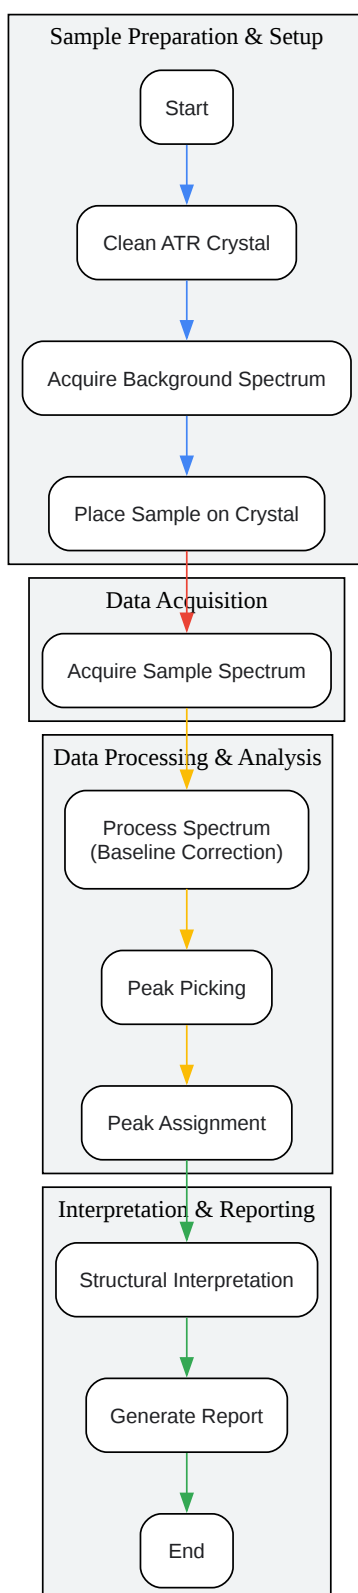 Sample Preparation & Setup
Start
Clean ATR Crystal
Acquire Background Spectrum
Place Sample on Crystal
Data Acquisition
Acquire Sample Spectrum
Data Processing & Analysis
Process Spectrum
(Baseline Correction)
Peak Picking
Peak Assignment
Interpretation & Reporting
Structural Interpretation
Generate Report
End